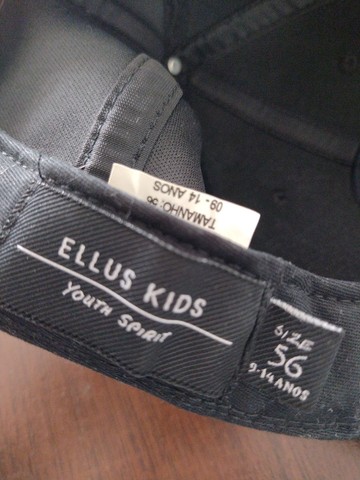 TAMANHO: 56
09 - 14 ANOS
ELLUS KIDS
YOUTH SPIRIT
SIZE
56
9-14 ANOS